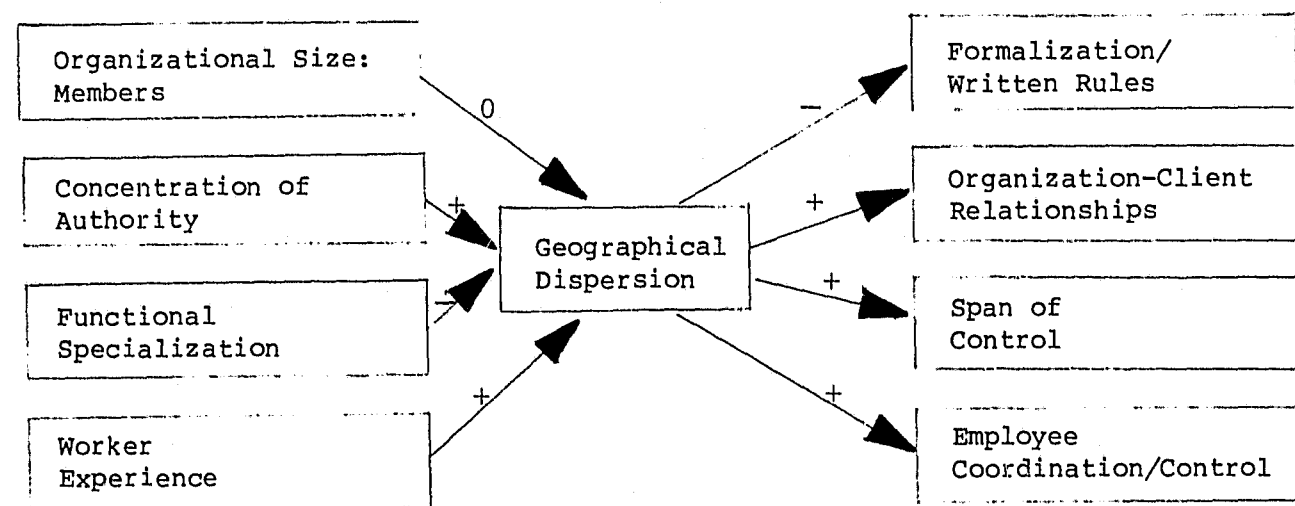 Organizational Size:
Members
0
Concentration of
Authority
+
Functional
Specialization
-
Worker
Experience
+
Geographical
Dispersion
-
Formalization/
Written Rules
+
Organization-Client
Relationships
+
Span of
Control
+
Employee
Coordination/Control